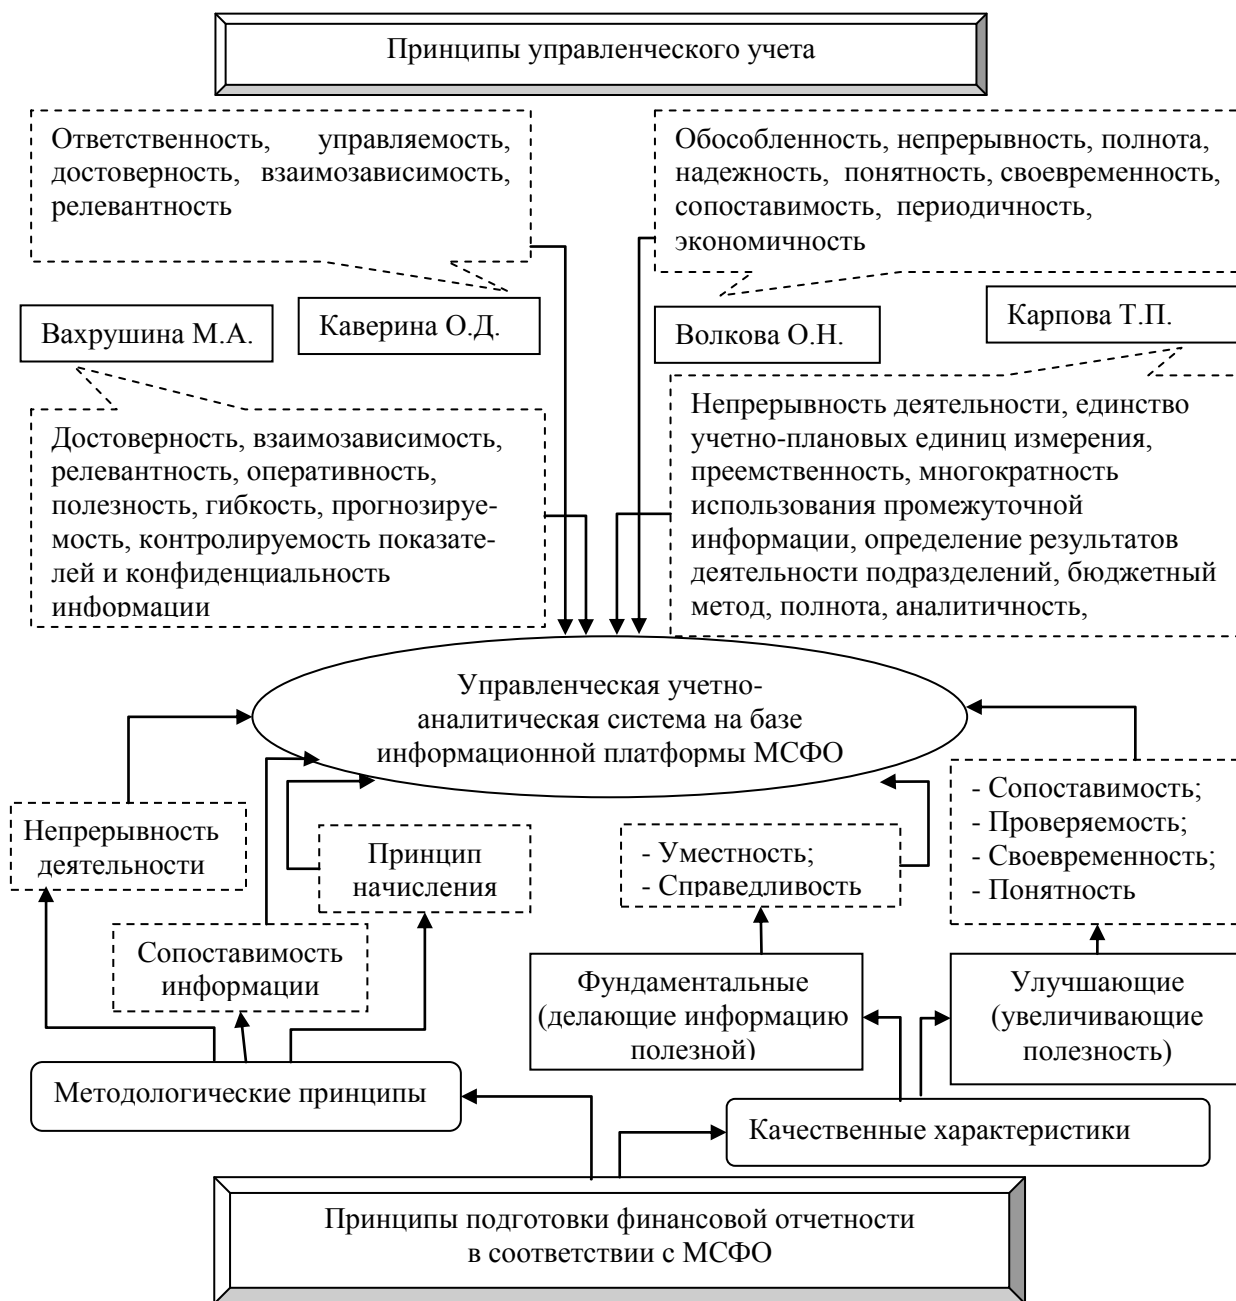 Принципы управленческого учета
Ответственность, управляемость,
достоверность, взаимозависимость,
релевантность
Обособленность, непрерывность, полнота,
надежность, понятность, своевременность,
сопоставимость, периодичность,
экономичность
Вахрушина М.А.
Каверина О.Д.
Волкова О.Н.
Карпова Т.П.
Достоверность, взаимозависимость,
релевантность, оперативность,
полезность, гибкость, прогнозируе-
мость, контролируемость показате-
лей и конфиденциальность
информации
Непрерывность деятельности, единство
учетно-плановых единиц измерения,
преемственность, многократность
использования промежуточной
информации, определение результатов
деятельности подразделений, бюджетный
метод, полнота, аналитичность,
Управленческая учетно-
аналитическая система на базе
информационной платформы МСФО
Непрерывность
деятельности
Сопоставимость
информации
Принцип
начисления
- Уместность;
- Справедливость
- Сопоставимость;
- Проверяемость;
- Своевременность;
- Понятность
Фундаментальные
(делающие информацию
полезной)
Улучшающие
(увеличивающие
полезность)
Методологические принципы
Качественные характеристики
Принципы подготовки финансовой отчетности
в соответствии с МСФО